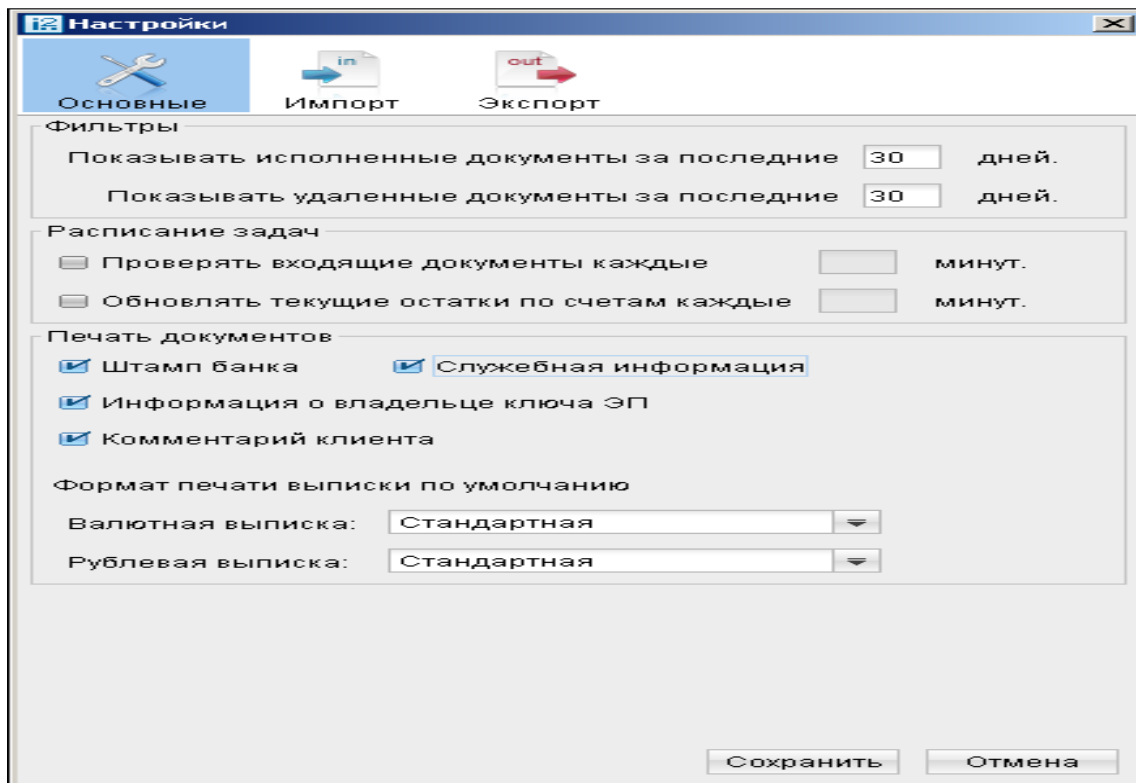 i2 Настройки
in out
Основные Импорт Экспорт
Фильтры
Показывать исполненные документы за последние 30 дней.
Показывать удаленные документы за последние 30 дней.
Расписание задач
Проверять входящие документы каждые минут.
Обновлять текущие остатки по счетам каждые минут.
Печать документов
Штамп банка Служебная информация
Информация о владельце ключа ЭП
Комментарий клиента
Формат печати выписки по умолчанию
Валютная выписка: Стандартная
Рублевая выписка: Стандартная
Сохранить Отмена